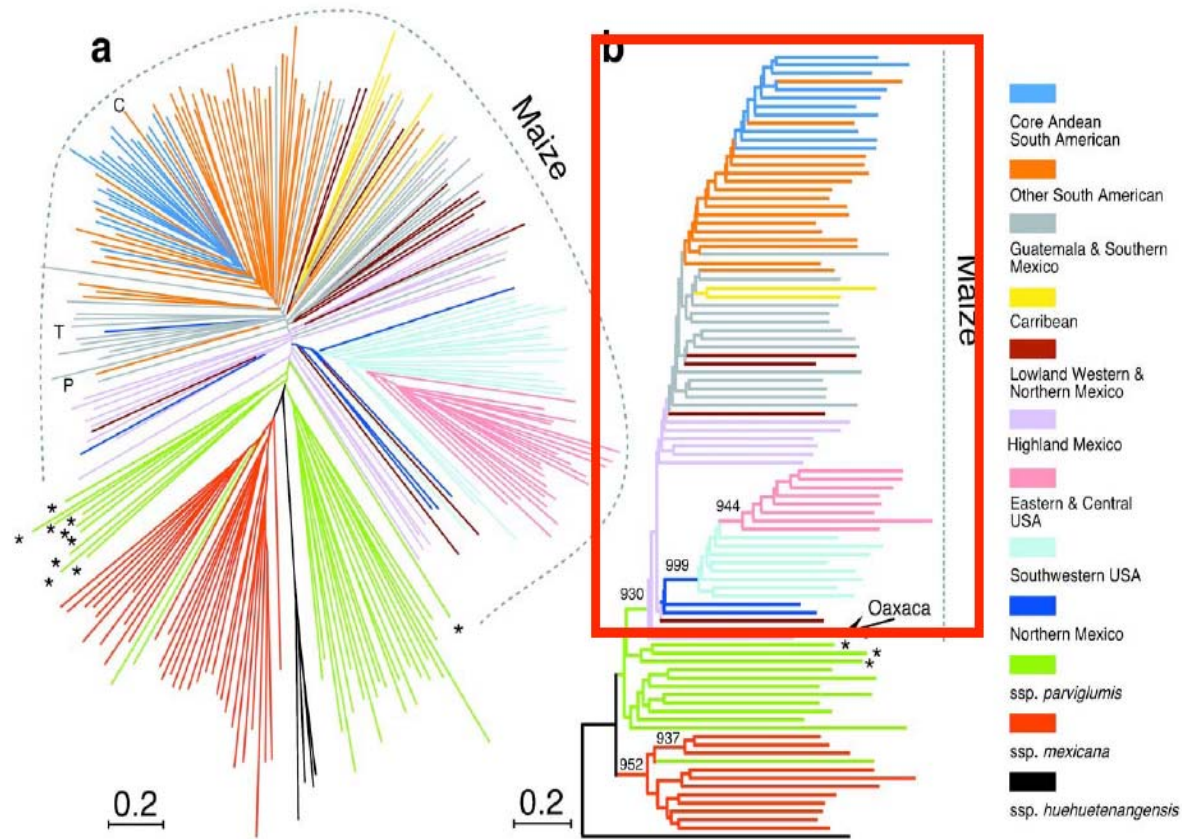 a
b
C
Maize
T
P
*
*
*
*
*
*
*
*
*
*
0.2
944
999
930
Oaxaca
*
*
*
937
952
0.2
Maize
Core Andean
South American
Other South American
Guatemala & Southern
Mexico
Carribean
Lowland Western &
Northern Mexico
Highland Mexico
Eastern & Central
USA
Southwestern USA
Northern Mexico
ssp. parviglumis
ssp. mexicana
ssp. huehuetenangensis